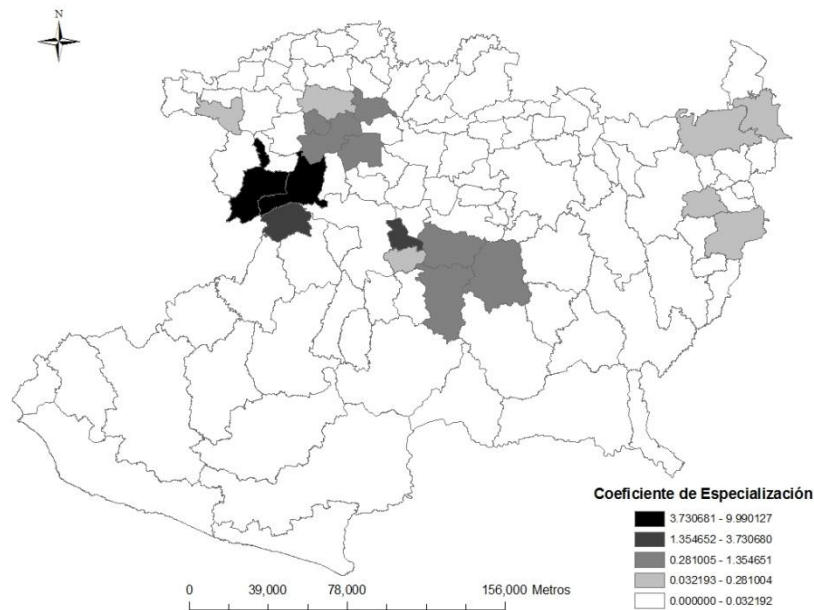 N
Coeficiente de Especialización
3.730681 - 9.990127
1.354652 - 3.730680
0.281005 - 1.354651
0.032193 - 0.281004
0.000000 - 0.032192
0 39,000 78,000 156,000 Metros